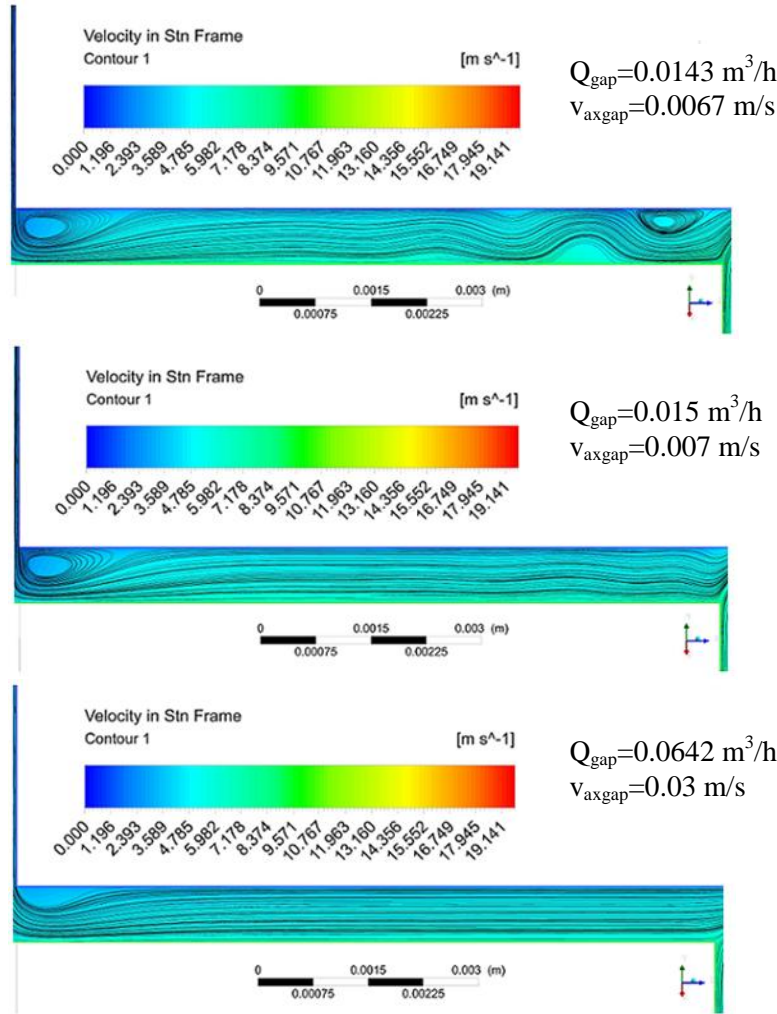 Velocity in Stn Frame
Contour 1
[m s^-1]
Q_gap=0.0143 m³/h
v_axgap=0.0067 m/s
0.000 1.196 2.393 3.589 4.785 5.982 7.178 8.374 9.571 10.767 11.963 13.160 14.356 15.552 16.749 17.945 19.141
0 0.0015 0.003 (m)
0.00075 0.00225
Velocity in Stn Frame
Contour 1
[m s^-1]
Q_gap=0.015 m³/h
v_axgap=0.007 m/s
0.000 1.196 2.393 3.589 4.785 5.982 7.178 8.374 9.571 10.767 11.963 13.160 14.356 15.552 16.749 17.945 19.141
0 0.0015 0.003 (m)
0.00075 0.00225
Velocity in Stn Frame
Contour 1
[m s^-1]
Q_gap=0.0642 m³/h
v_axgap=0.03 m/s
0.000 1.196 2.393 3.589 4.785 5.982 7.178 8.374 9.571 10.767 11.963 13.160 14.356 15.552 16.749 17.945 19.141
0 0.0015 0.003 (m)
0.00075 0.00225